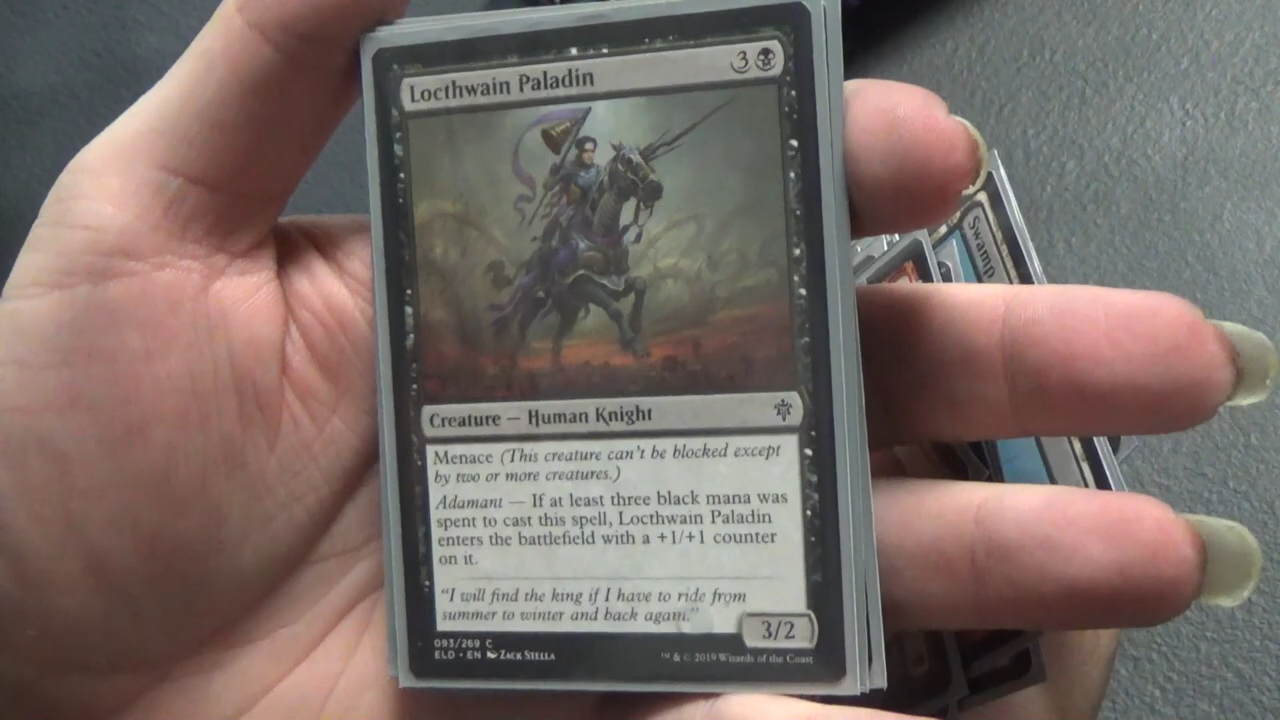 Locthwain Paladin 3
Creature — Human Knight
Menace (This creature can't be blocked except
by two or more creatures.)
Adamant — If at least three black mana was
spent to cast this spell, Locthwain Paladin
enters the battlefield with a +1/+1 counter
on it.
"I will find the king if I have to ride from
summer to winter and back again."
3/2
093/269 C
ELD • EN Zack Stella
™ & © 2019 Wizards of the Coast
Swamp